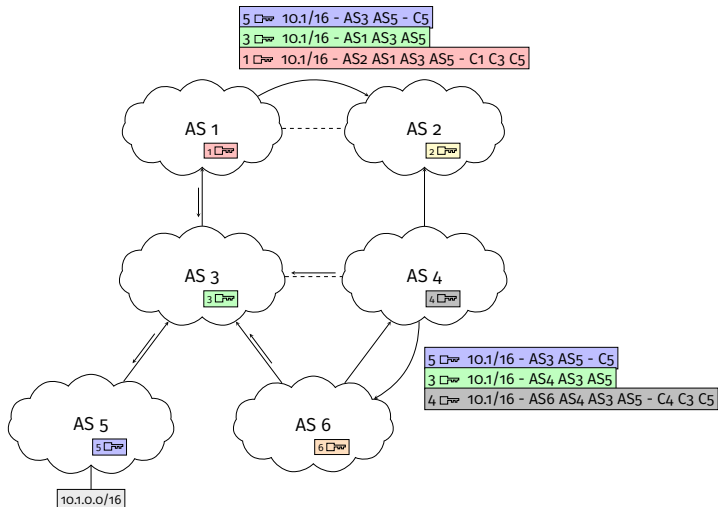 5 10.1/16 - AS3 AS5 - C5
3 10.1/16 - AS1 AS3 AS5
1 10.1/16 - AS2 AS1 AS3 AS5 - C1 C3 C5
AS 1
1
AS 2
2
AS 3
3
AS 4
4
5 10.1/16 - AS3 AS5 - C5
3 10.1/16 - AS4 AS3 AS5
4 10.1/16 - AS6 AS4 AS3 AS5 - C4 C3 C5
AS 5
5
AS 6
6
10.1.0.0/16